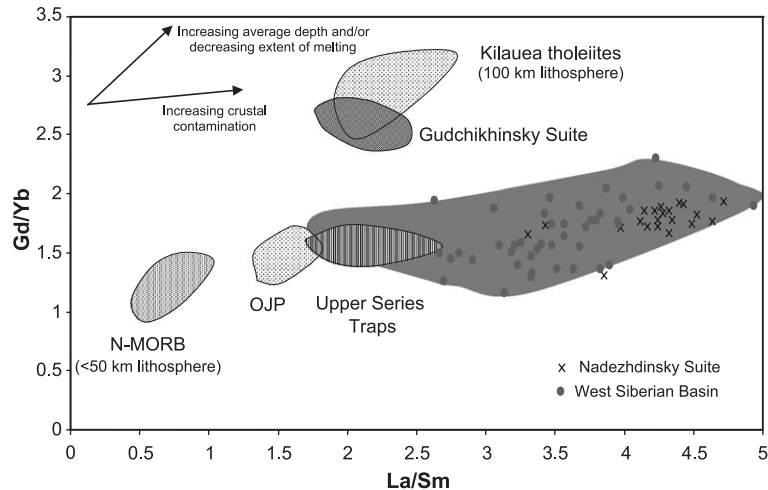 3.5
3
2.5
2
1.5
1
0.5
0
Gd/Yb
Increasing average depth and/or
decreasing extent of melting
Increasing crustal
contamination
Kilauea tholeiites
(100 km lithosphere)
Gudchikhinsky Suite
N-MORB
(<50 km lithosphere)
OJP
Upper Series
Traps
x Nadezhdinsky Suite
West Siberian Basin
0 0.5 1 1.5 2 2.5 3 3.5 4 4.5 5
La/Sm